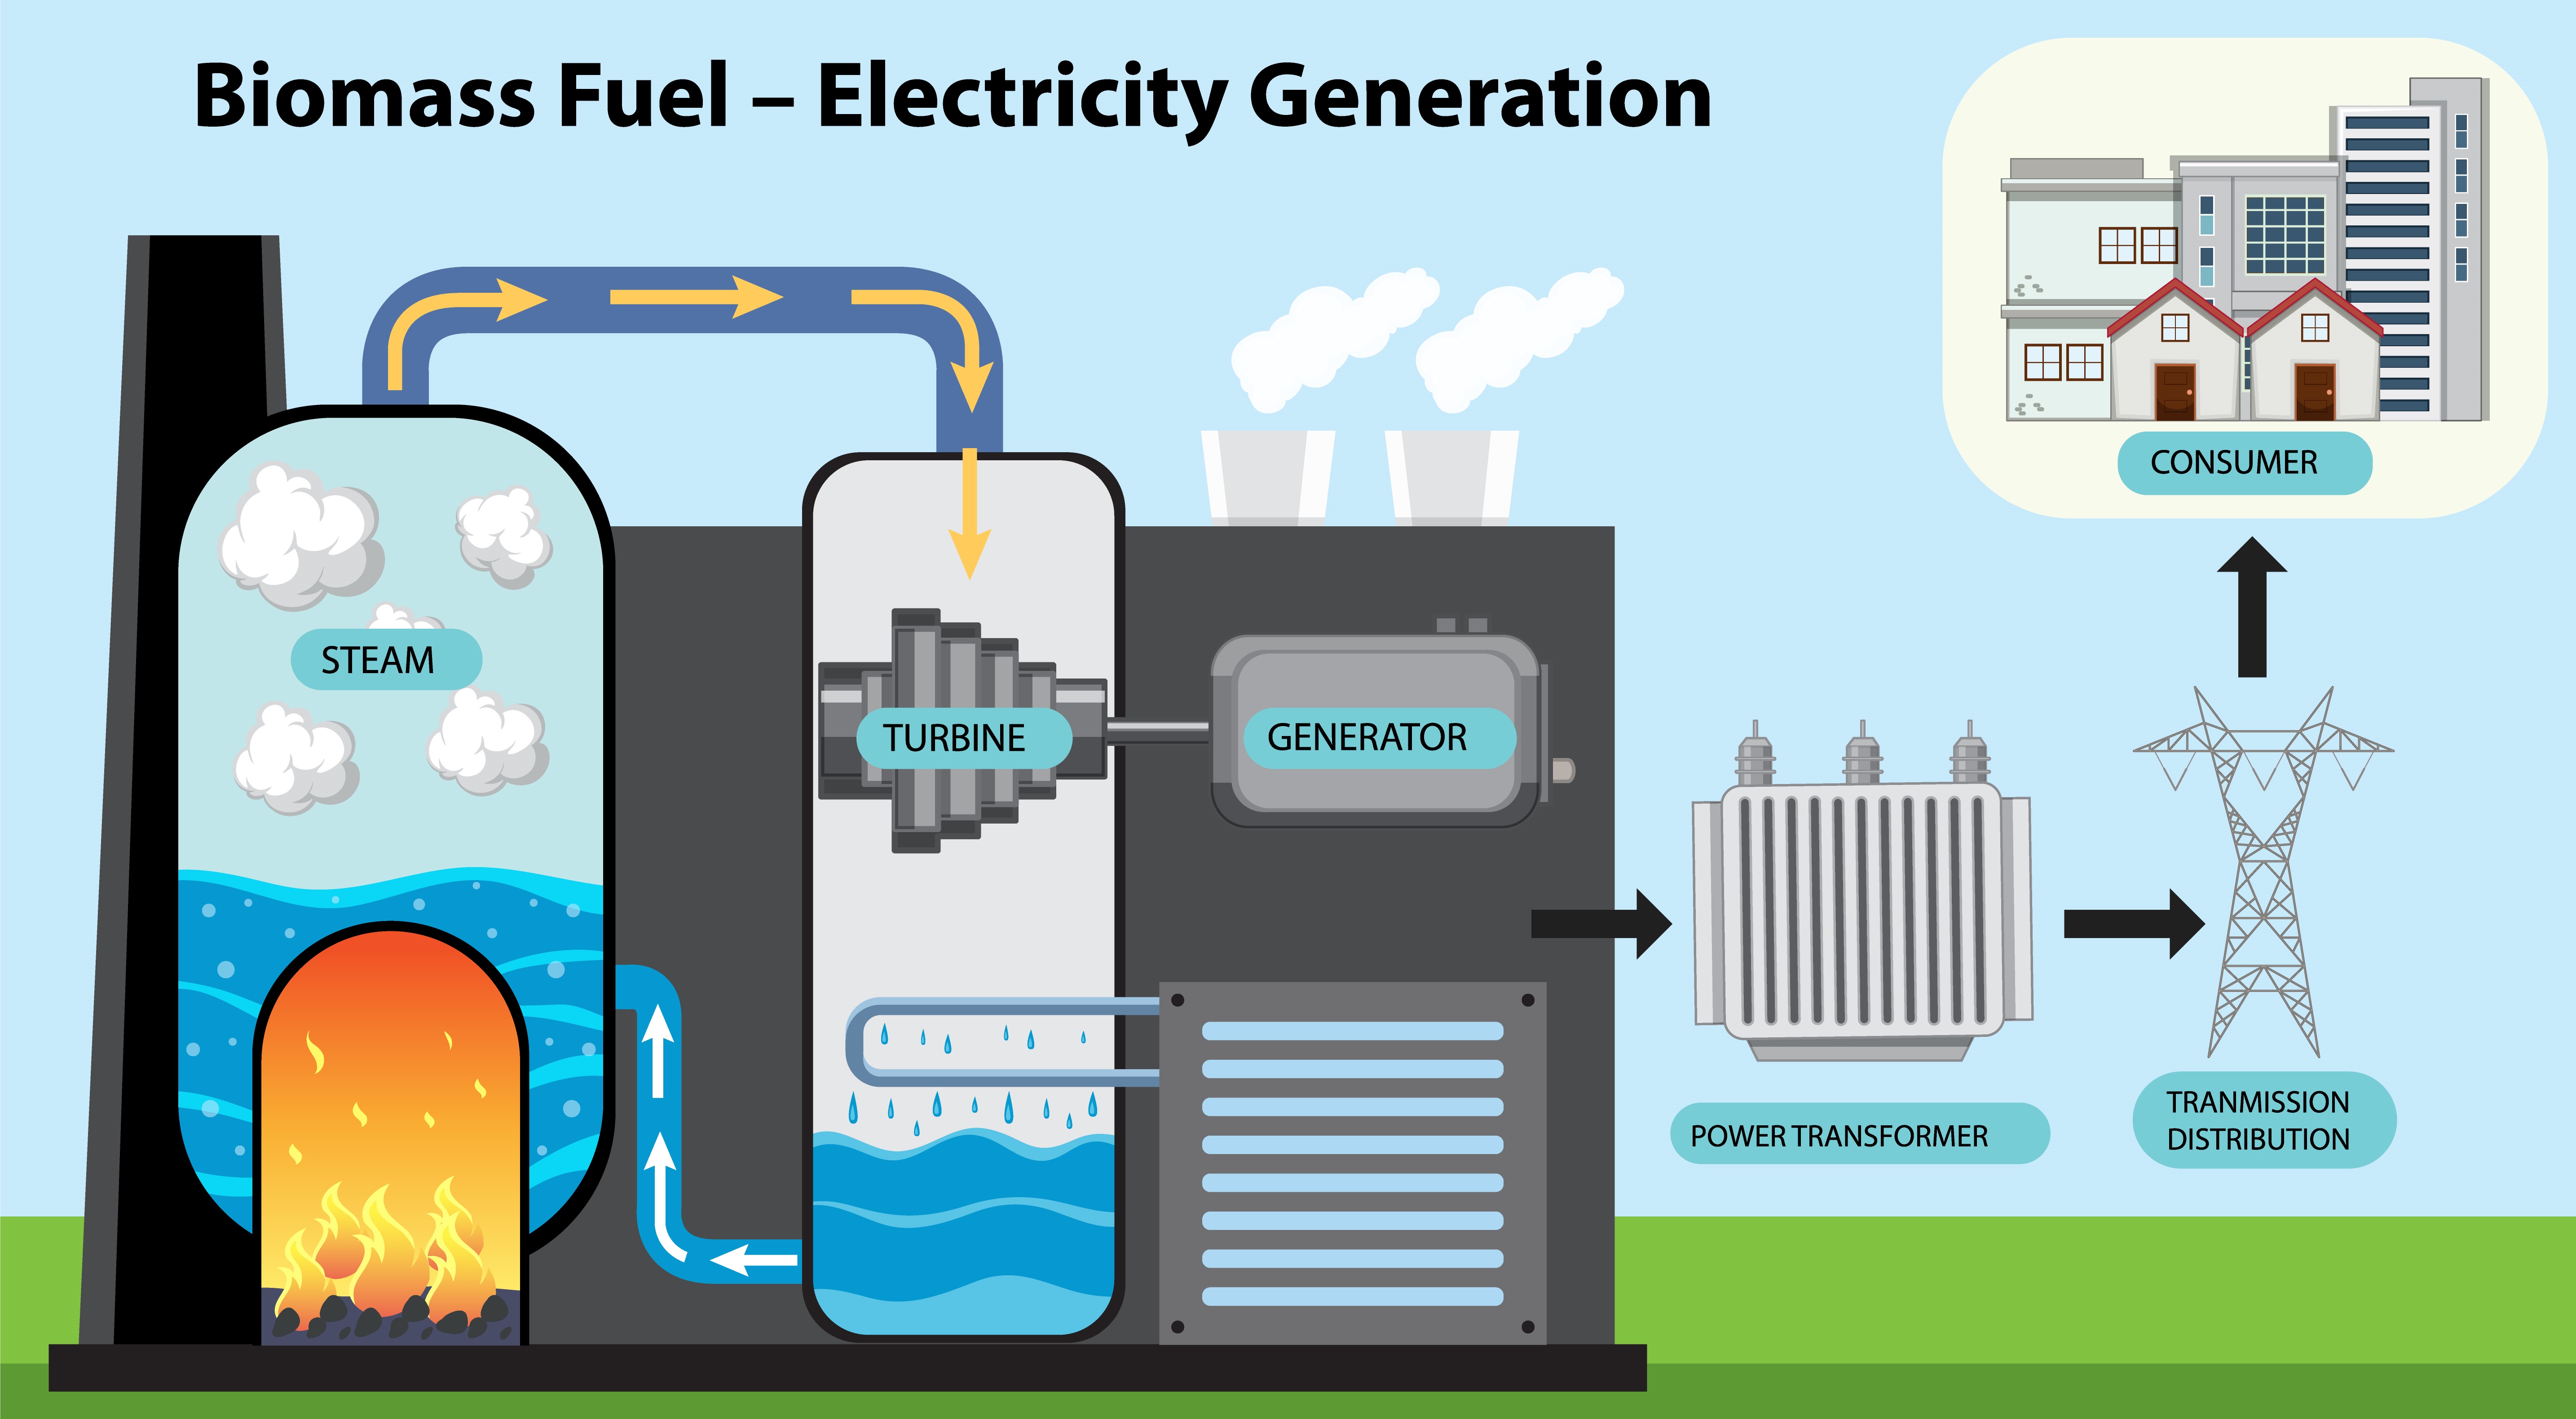 Biomass Fuel – Electricity Generation
CONSUMER
STEAM
TURBINE
GENERATOR
POWER TRANSFORMER
TRANMISSION
DISTRIBUTION